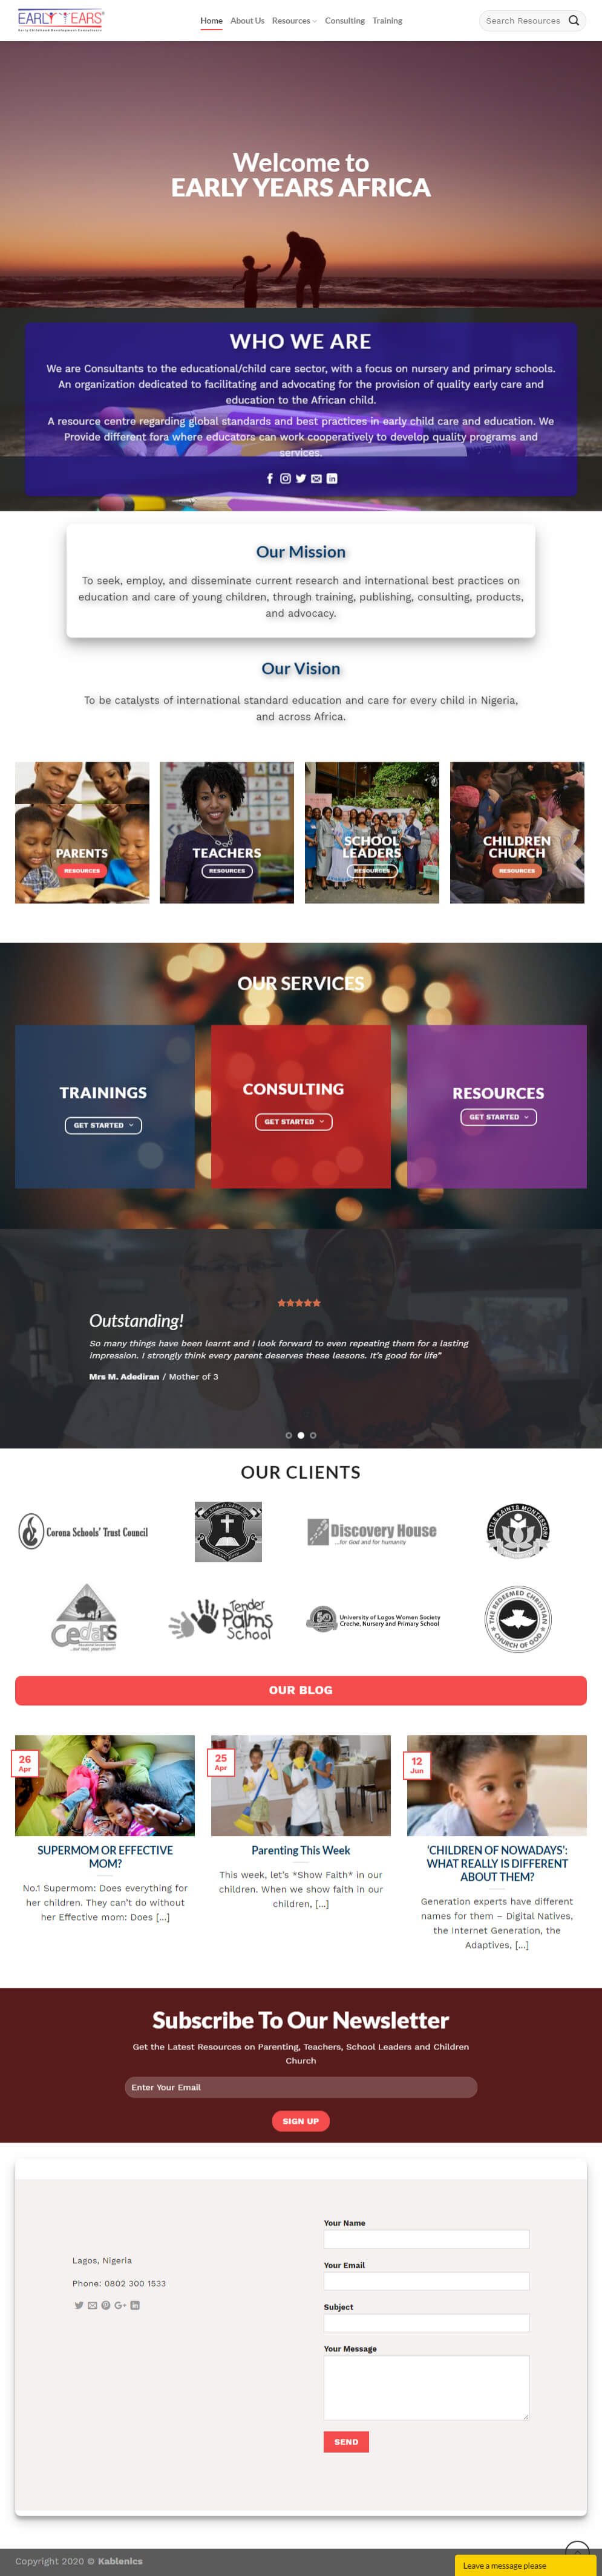 EARLY YEARS
Early Childhood Development Consultants
Home About Us Resources Consulting Training
Search Resources
Welcome to
EARLY YEARS AFRICA
WHO WE ARE
We are Consultants to the educational/child care sector, with a focus on nursery and primary schools.
An organization dedicated to facilitating and advocating for the provision of quality early care and
education to the African child.
A resource centre regarding global standards and best practices in early child care and education. We
Provide different fora where educators can work cooperatively to develop quality programs and
services.
Our Mission
To seek, employ, and disseminate current research and international best practices on
education and care of young children, through training, publishing, consulting, products,
and advocacy.
Our Vision
To be catalysts of international standard education and care for every child in Nigeria,
and across Africa.
PARENTS
RESOURCES
TEACHERS
RESOURCES
SCHOOL
LEADERS
RESOURCES
CHILDREN
CHURCH
RESOURCES
OUR SERVICES
TRAININGS
GET STARTED
CONSULTING
GET STARTED
RESOURCES
GET STARTED
Outstanding!
So many things have been learnt and I look forward to even repeating them for a lasting
impression. I strongly think every parent deserves these lessons. It's good for life”
Mrs M. Adediran / Mother of 3
OUR CLIENTS
Corona Schools' Trust Council
Discovery House
...for God and for humanity
LITTLE SAINTS MONTESSORI
CedaFS
Tender
Palms
School
50
University of Lagos Women Society
Creche, Nursery and Primary School
THE REDEEMED CHRISTIAN
CHURCH OF GOD
OUR BLOG
26
Apr
SUPERMOM OR EFFECTIVE
MOM?
No.1 Supermom: Does everything for
her children. They can’t do without
her Effective mom: Does [...]
25
Apr
Parenting This Week
This week, let’s *Show Faith* in our
children. When we show faith in our
children, [...]
12
Jun
‘CHILDREN OF NOWADAYS’:
WHAT REALLY IS DIFFERENT
ABOUT THEM?
Generation experts have different
names for them – Digital Natives,
the Internet Generation, the
Adaptives, [...]
Subscribe To Our Newsletter
Get the Latest Resources on Parenting, Teachers, School Leaders and Children
Church
Enter Your Email
SIGN UP
Lagos, Nigeria
Phone: 0802 300 1533
Your Name
Your Email
Subject
Your Message
SEND
Copyright 2020 © Kablenics
Leave a message please